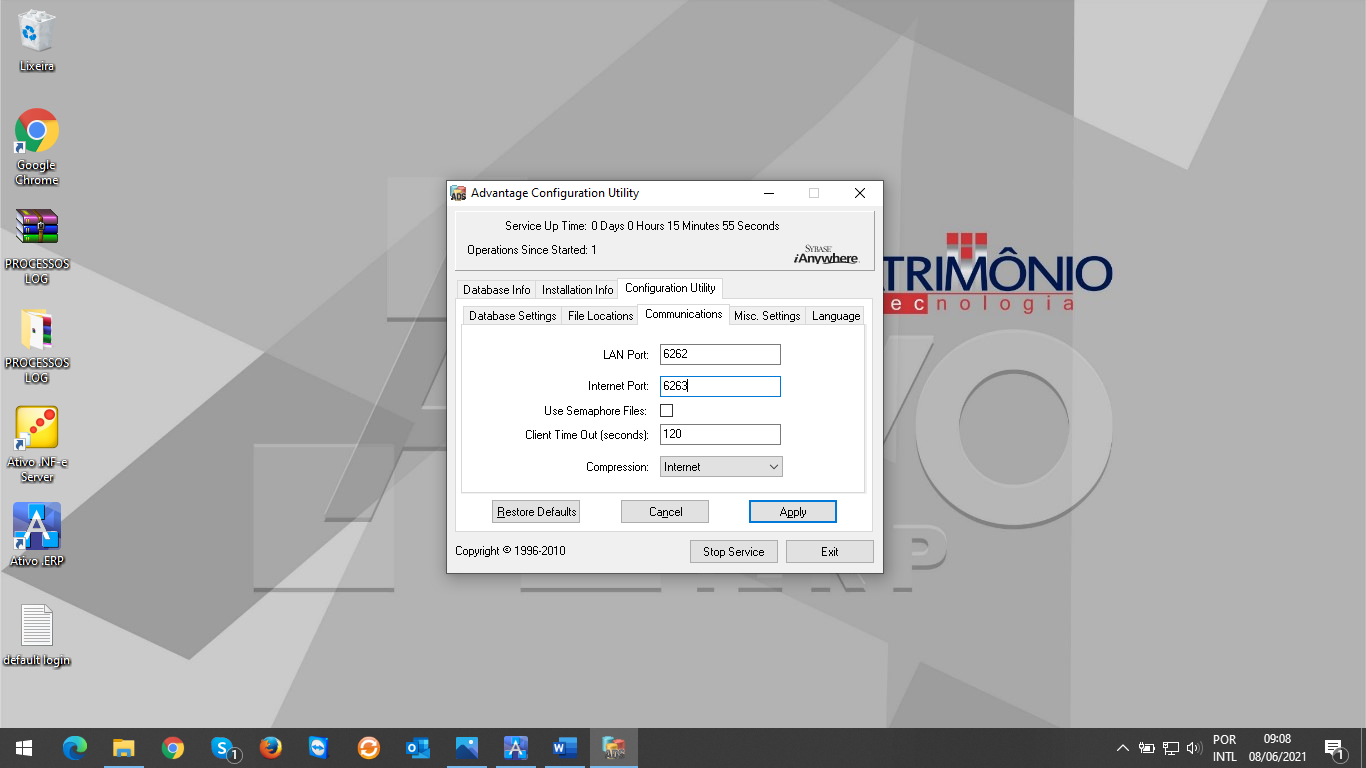 Lixeira
Google
Chrome
PROCESSOS
LOG
PROCESSOS
LOG
Ativo .NF-e
Server
Ativo .ERP
default login
Advantage Configuration Utility
Service Up Time: 0 Days 0 Hours 15 Minutes 55 Seconds
Operations Since Started: 1
SYBASE
iAnywhere
Database Info
Installation Info
Configuration Utility
Database Settings
File Locations
Communications
Misc. Settings
Language
LAN Port: 6262
Internet Port: 6263
Use Semaphore Files:
Client Time Out (seconds): 120
Compression: Internet
Restore Defaults
Cancel
Apply
Copyright © 1996-2010
Stop Service
Exit
TRIMÔNIO
ecnologia
POR
INTL
09:08
08/06/2021
1
1
ADS